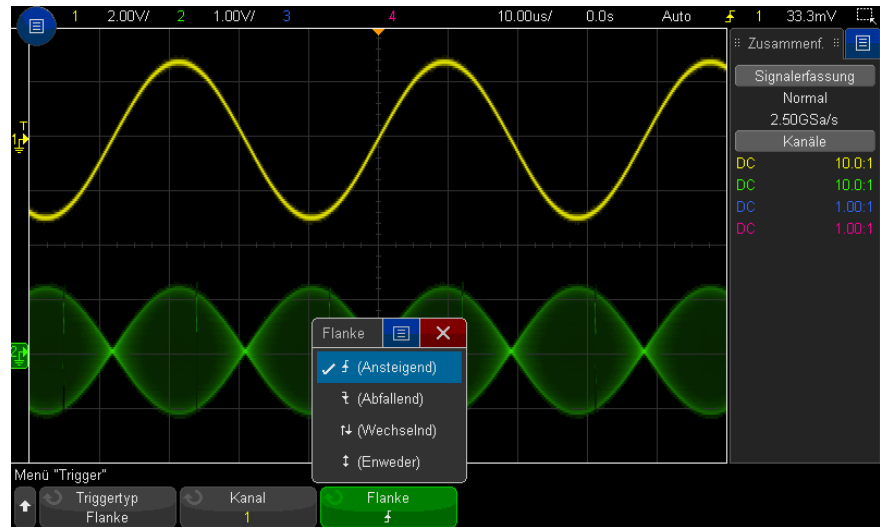 1 2.00V/ 2 1.00V/ 3 4 10.00us/ 0.0s Auto 1 33.3mV
Zusammenf.
Signalerfassung
Normal
2.50GSa/s
Kanäle
DC 10.0:1
DC 10.0:1
DC 1.00:1
DC 1.00:1
T
1
2
Flanke
(Ansteigend)
(Abfallend)
(Wechselnd)
(Enweder)
Menü "Trigger"
Triggertyp Kanal Flanke
Flanke 1